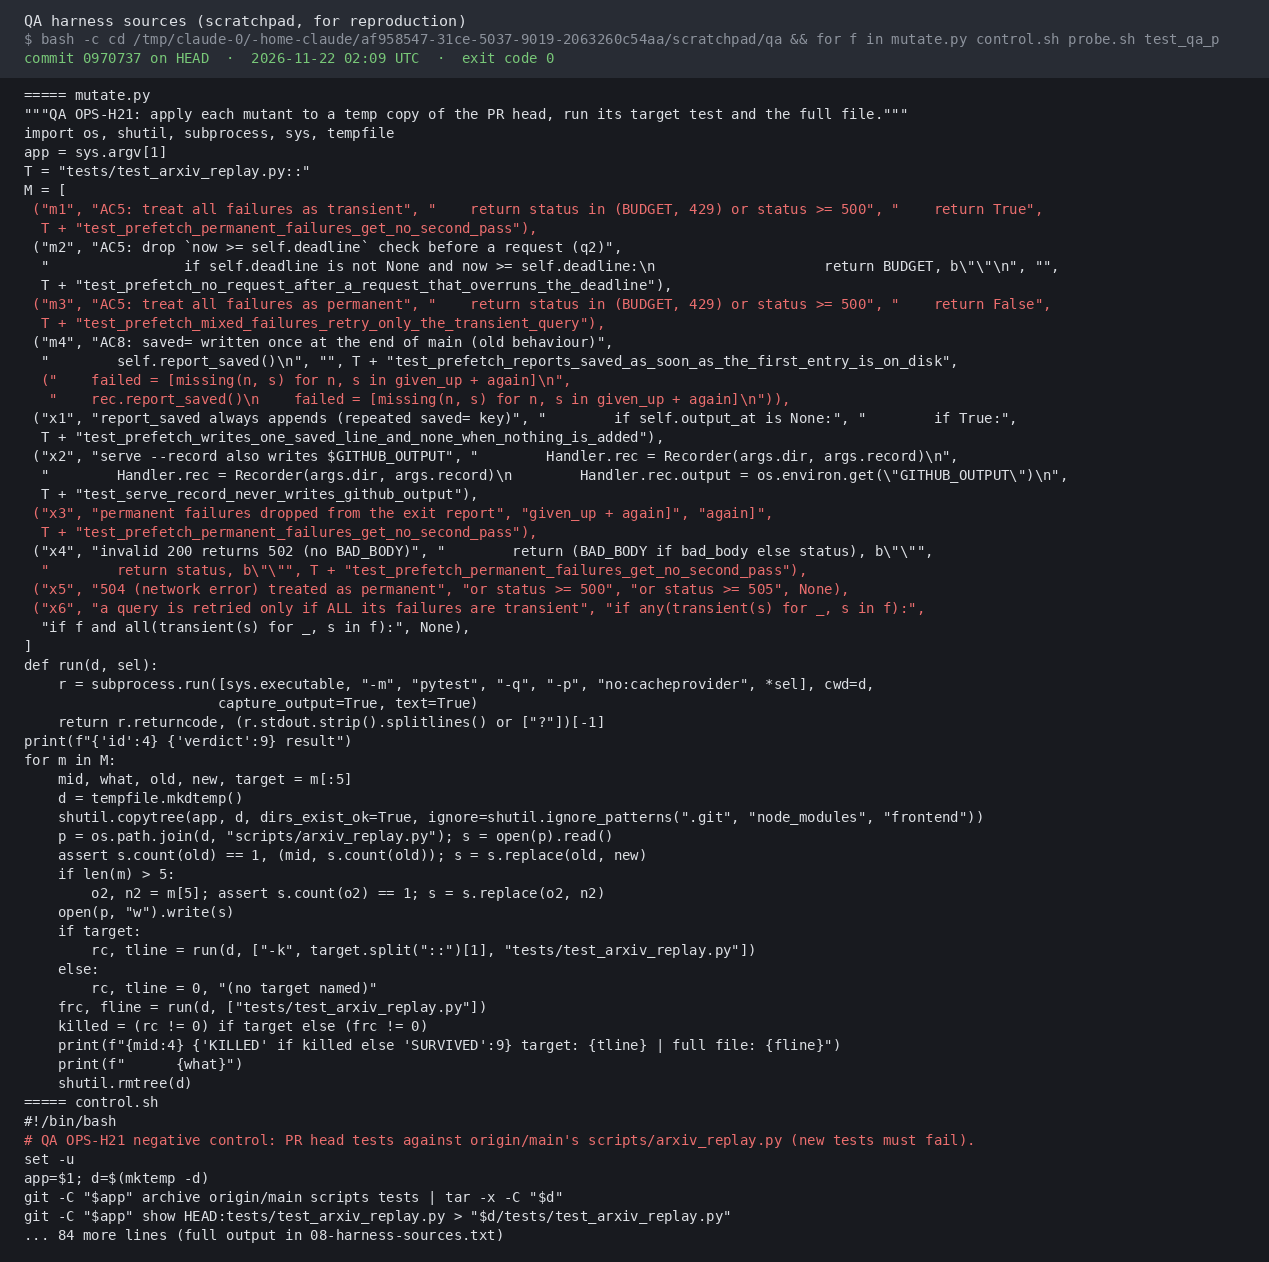 QA harness sources (scratchpad, for reproduction)
$ bash -c cd /tmp/claude-0/-home-claude/af958547-31ce-5037-9019-2063260c54aa/scratchpad/qa && for f in mutate.py control.sh probe.sh test_qa_p
commit 0970737 on HEAD  ·  2026-11-22 02:09 UTC  ·  exit code 0
===== mutate.py
"""QA OPS-H21: apply each mutant to a temp copy of the PR head, run its target test and the full file."""
import os, shutil, subprocess, sys, tempfile
app = sys.argv[1]
T = "tests/test_arxiv_replay.py::"
M = [
 ("m1", "AC5: treat all failures as transient", "    return status in (BUDGET, 429) or status >= 500", "    return True",
  T + "test_prefetch_permanent_failures_get_no_second_pass"),
 ("m2", "AC5: drop `now >= self.deadline` check before a request (q2)",
  "                if self.deadline is not None and now >= self.deadline:\n                    return BUDGET, b\"\"\n", "",
  T + "test_prefetch_no_request_after_a_request_that_overruns_the_deadline"),
 ("m3", "AC5: treat all failures as permanent", "    return status in (BUDGET, 429) or status >= 500", "    return False",
  T + "test_prefetch_mixed_failures_retry_only_the_transient_query"),
 ("m4", "AC8: saved= written once at the end of main (old behaviour)",
  "        self.report_saved()\n", "", T + "test_prefetch_reports_saved_as_soon_as_the_first_entry_is_on_disk",
  ("    failed = [missing(n, s) for n, s in given_up + again]\n",
   "    rec.report_saved()\n    failed = [missing(n, s) for n, s in given_up + again]\n")),
 ("x1", "report_saved always appends (repeated saved= key)", "        if self.output_at is None:", "        if True:",
  T + "test_prefetch_writes_one_saved_line_and_none_when_nothing_is_added"),
 ("x2", "serve --record also writes $GITHUB_OUTPUT", "        Handler.rec = Recorder(args.dir, args.record)\n",
  "        Handler.rec = Recorder(args.dir, args.record)\n        Handler.rec.output = os.environ.get(\"GITHUB_OUTPUT\")\n",
  T + "test_serve_record_never_writes_github_output"),
 ("x3", "permanent failures dropped from the exit report", "given_up + again]", "again]",
  T + "test_prefetch_permanent_failures_get_no_second_pass"),
 ("x4", "invalid 200 returns 502 (no BAD_BODY)", "        return (BAD_BODY if bad_body else status), b\"\"",
  "        return status, b\"\"", T + "test_prefetch_permanent_failures_get_no_second_pass"),
 ("x5", "504 (network error) treated as permanent", "or status >= 500", "or status >= 505", None),
 ("x6", "a query is retried only if ALL its failures are transient", "if any(transient(s) for _, s in f):",
  "if f and all(transient(s) for _, s in f):", None),
]
def run(d, sel):
    r = subprocess.run([sys.executable, "-m", "pytest", "-q", "-p", "no:cacheprovider", *sel], cwd=d,
                       capture_output=True, text=True)
    return r.returncode, (r.stdout.strip().splitlines() or ["?"])[-1]
print(f"{'id':4} {'verdict':9} result")
for m in M:
    mid, what, old, new, target = m[:5]
    d = tempfile.mkdtemp()
    shutil.copytree(app, d, dirs_exist_ok=True, ignore=shutil.ignore_patterns(".git", "node_modules", "frontend"))
    p = os.path.join(d, "scripts/arxiv_replay.py"); s = open(p).read()
    assert s.count(old) == 1, (mid, s.count(old)); s = s.replace(old, new)
    if len(m) > 5:
        o2, n2 = m[5]; assert s.count(o2) == 1; s = s.replace(o2, n2)
    open(p, "w").write(s)
    if target:
        rc, tline = run(d, ["-k", target.split("::")[1], "tests/test_arxiv_replay.py"])
    else:
        rc, tline = 0, "(no target named)"
    frc, fline = run(d, ["tests/test_arxiv_replay.py"])
    killed = (rc != 0) if target else (frc != 0)
    print(f"{mid:4} {'KILLED' if killed else 'SURVIVED':9} target: {tline} | full file: {fline}")
    print(f"      {what}")
    shutil.rmtree(d)
===== control.sh
#!/bin/bash
# QA OPS-H21 negative control: PR head tests against origin/main's scripts/arxiv_replay.py (new tests must fail).
set -u
app=$1; d=$(mktemp -d)
git -C "$app" archive origin/main scripts tests | tar -x -C "$d"
git -C "$app" show HEAD:tests/test_arxiv_replay.py > "$d/tests/test_arxiv_replay.py"
... 84 more lines (full output in 08-harness-sources.txt)